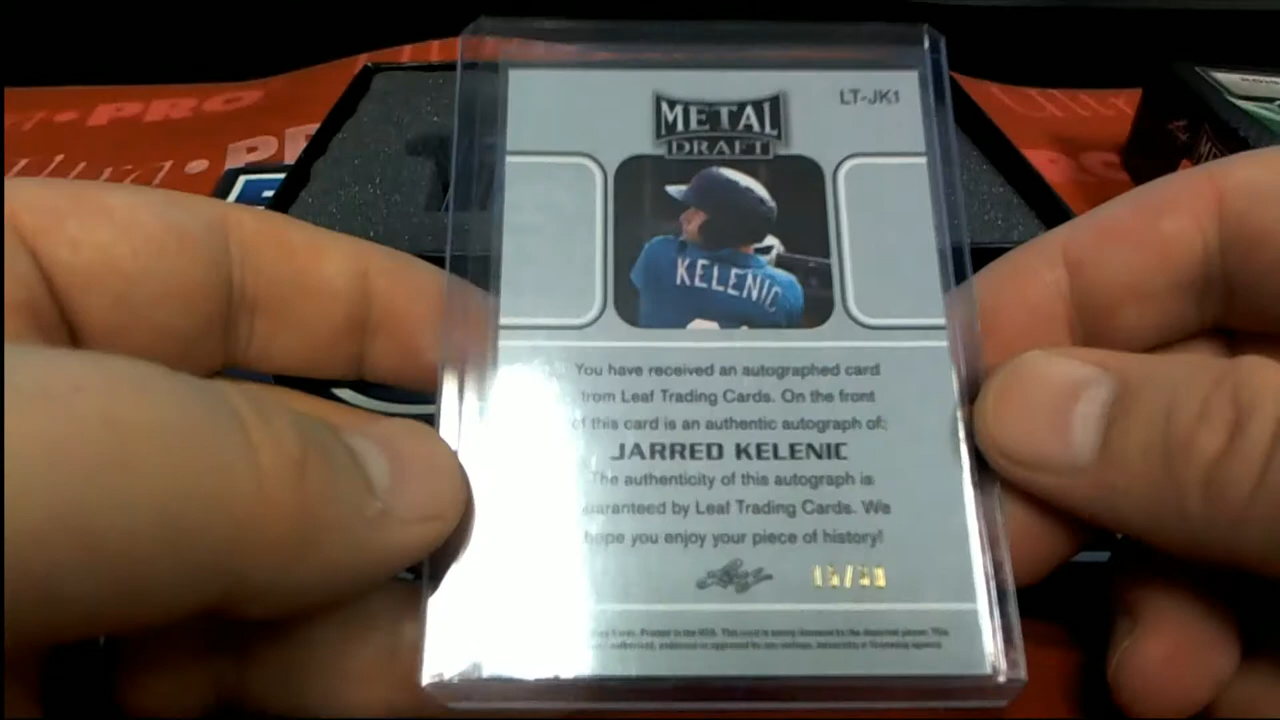 LT-JK1
METAL
DRAFT
KELENIC
You have received an autographed card
from Leaf Trading Cards. On the front
of this card is an authentic autograph of:
JARRED KELENIC
The authenticity of this autograph is
guaranteed by Leaf Trading Cards. We
hope you enjoy your piece of history!
Leaf
PRO
Ultra